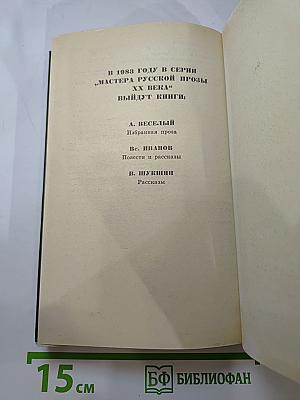 В 1983 ГОДУ В СЕРИИ
„МАСТЕРА РУССКОЙ ПРОЗЫ
XX ВЕКА“
ВЫЙДУТ КНИГИ:
А. ВЕСЕЛЫЙ
Избранная проза
Вс. ИВАНОВ
Повести и рассказы
В. ШУКШИН
Рассказы
15 см
БФ БИБЛИОФАН